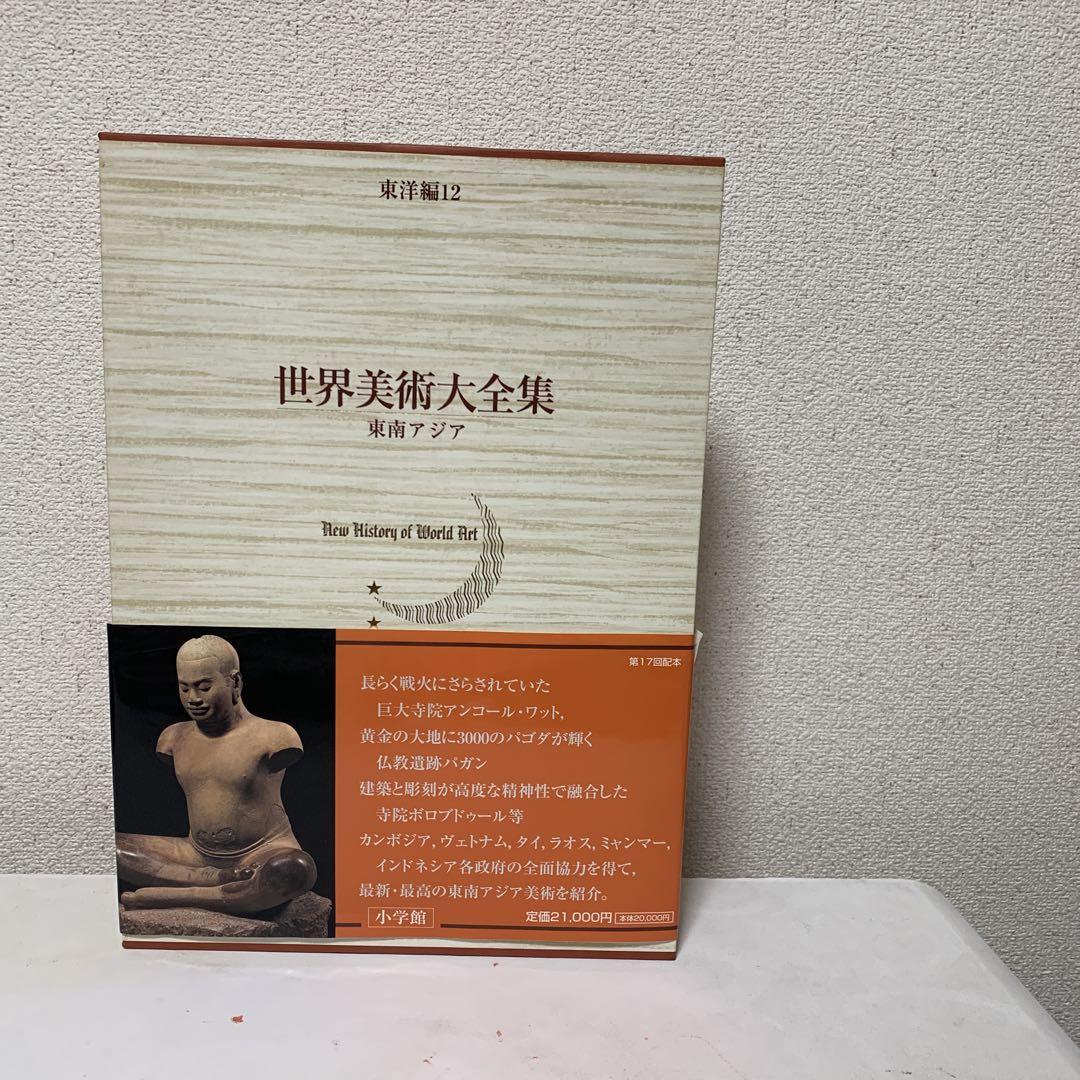 東洋編12
世界美術大全集
東南アジア
New History of World Art
第17回配本
長らく戦火にさらされていた
巨大寺院アンコール・ワット,
黄金の大地に3000のパゴダが輝く
仏教遺跡パガン
建築と彫刻が高度な精神性で融合した
寺院ボロブドゥール等
カンボジア,ヴェトナム,タイ,ラオス,ミャンマー,
インドネシア各政府の全面協力を得て,
最新・最高の東南アジア美術を紹介。
小学館
定価21,000円 本体20,000円